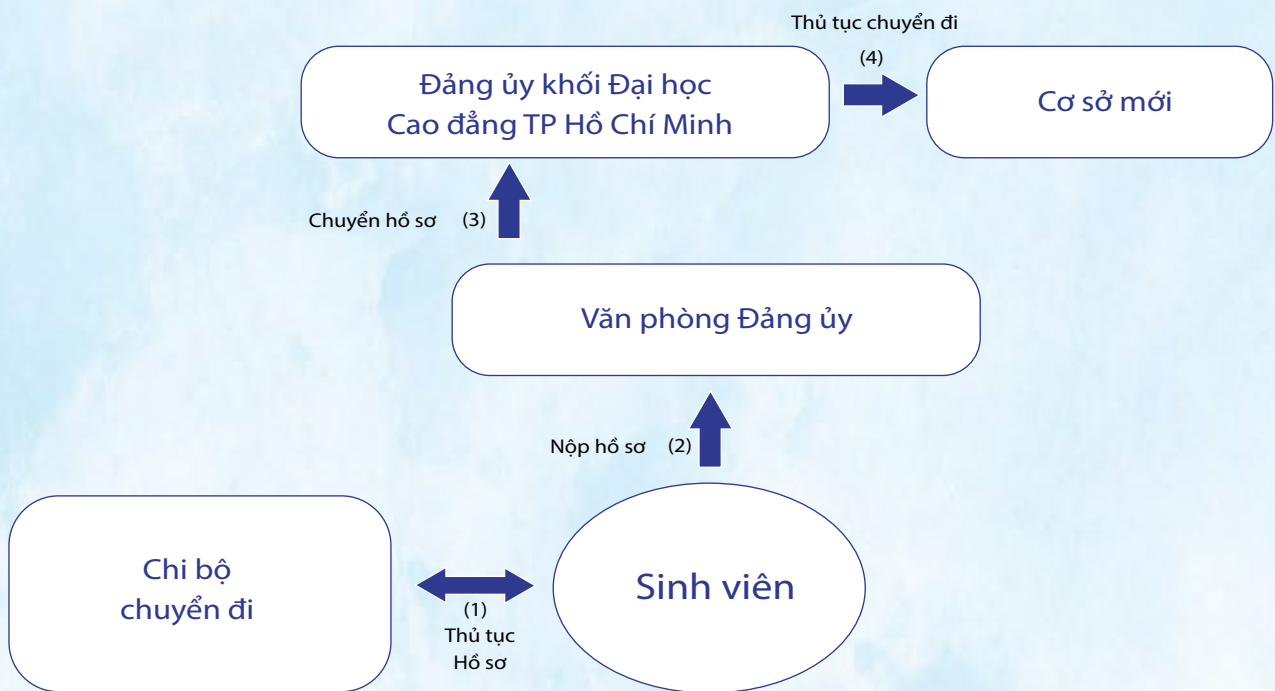 Thủ tục chuyển đi
(4)
Đảng ủy khối Đại học
Cao đẳng TP Hồ Chí Minh
Cơ sở mới
Chuyển hồ sơ (3)
Văn phòng Đảng ủy
Nộp hồ sơ (2)
Chi bộ
chuyển đi
Sinh viên
(1)
Thủ tục
Hồ sơ